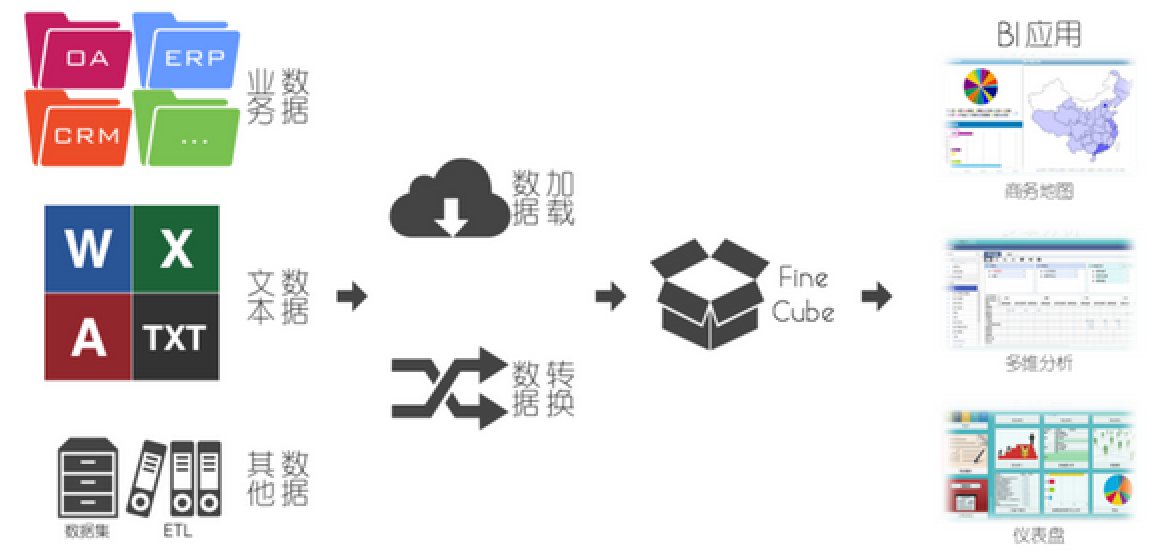 OA
ERP
CRM
...
业务数据
W
X
A
TXT
文本数据
数据集
ETL
其他数据
数据加载
数据转换
Fine
Cube
BI应用
商务地图
多维分析
仪表盘